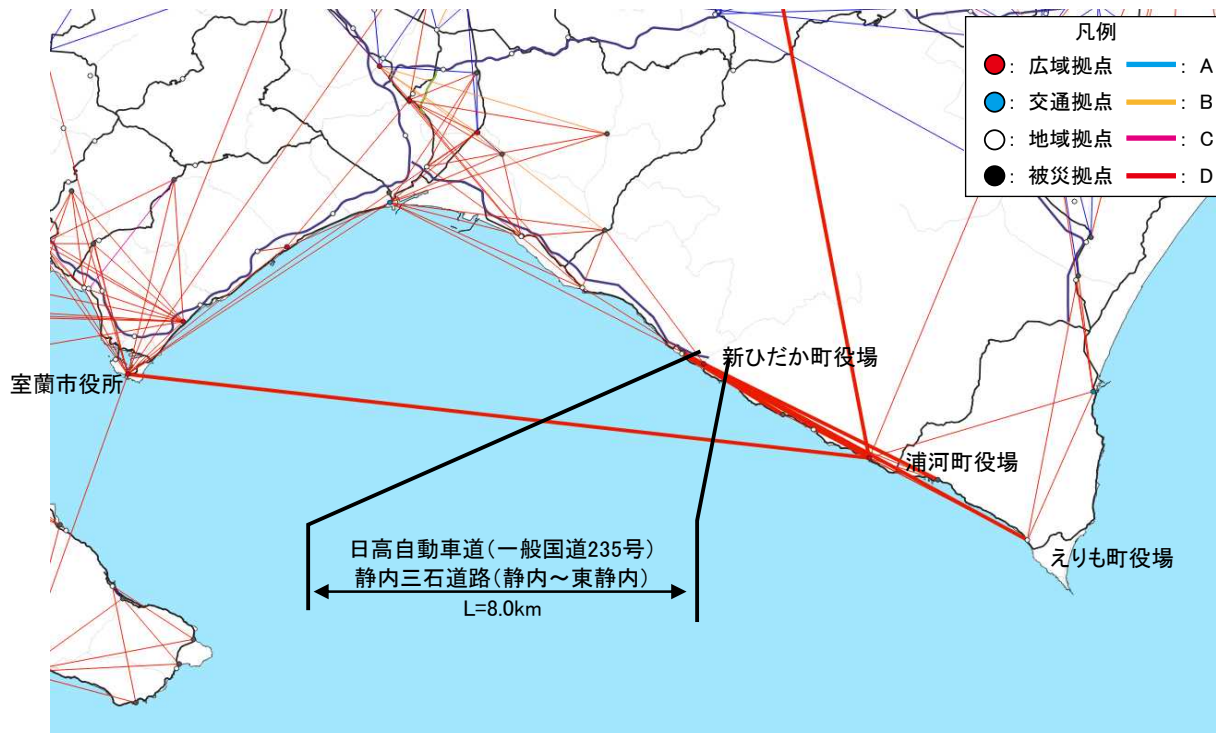 凡例
: 広域拠点
: A
: 交通拠点
: B
: 地域拠点
: C
: 被災拠点
: D
新ひだか町役場
室蘭市役所
浦河町役場
えりも町役場
日高自動車道(一般国道235号)
静内三石道路(静内～東静内)
L=8.0km